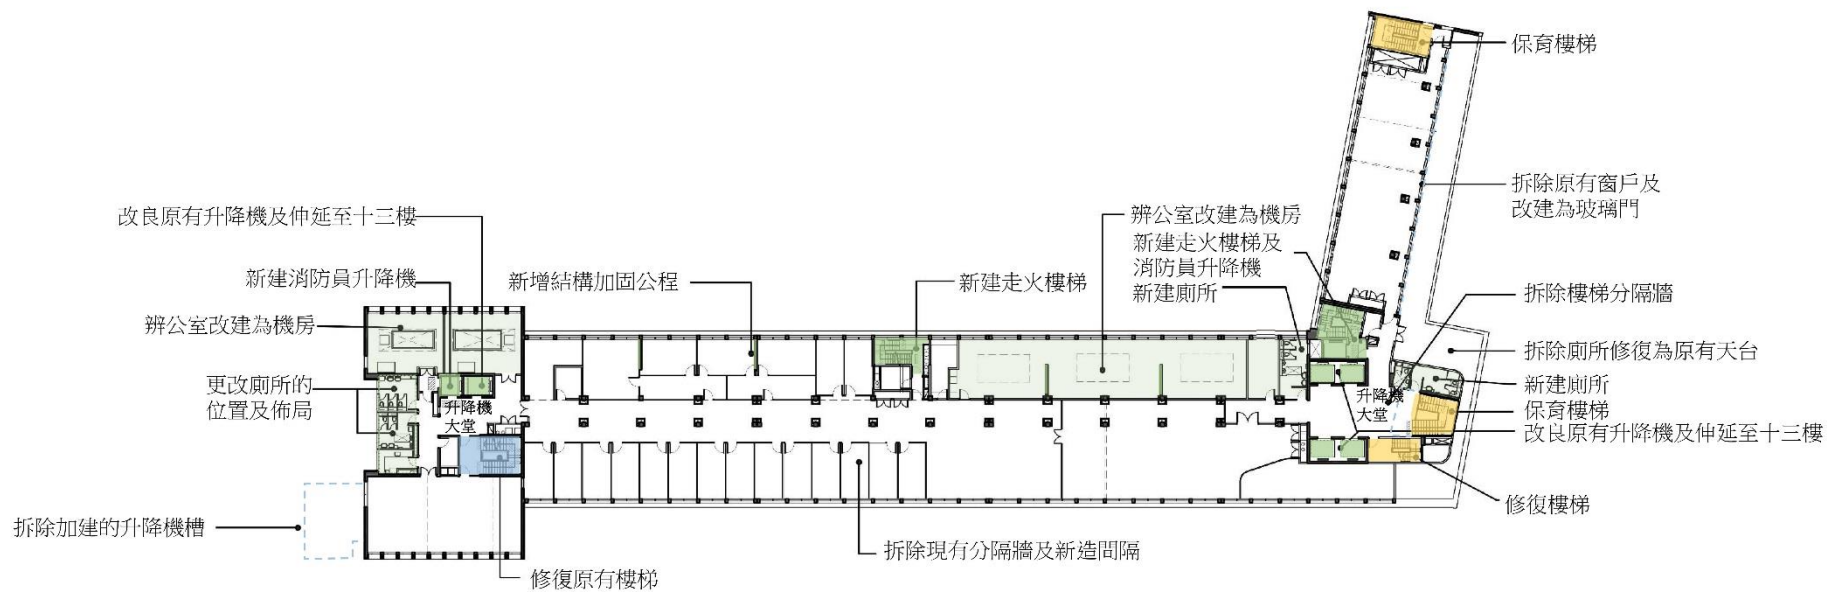 保育樓梯
拆除原有窗戶及
改建為玻璃門
改良原有升降機及伸延至十三樓
辨公室改建為機房
新建走火樓梯及
消防員升降機
新建廁所
新建消防員升降機
新增結構加固公程
新建走火樓梯
拆除樓梯分隔牆
辨公室改建為機房
拆除廁所修復為原有天台
更改廁所的
位置及佈局
新建廁所
升降機
大堂
升降機
大堂
保育樓梯
改良原有升降機及伸延至十三樓
修復樓梯
拆除加建的升降機槽
拆除現有分隔牆及新造間隔
修復原有樓梯